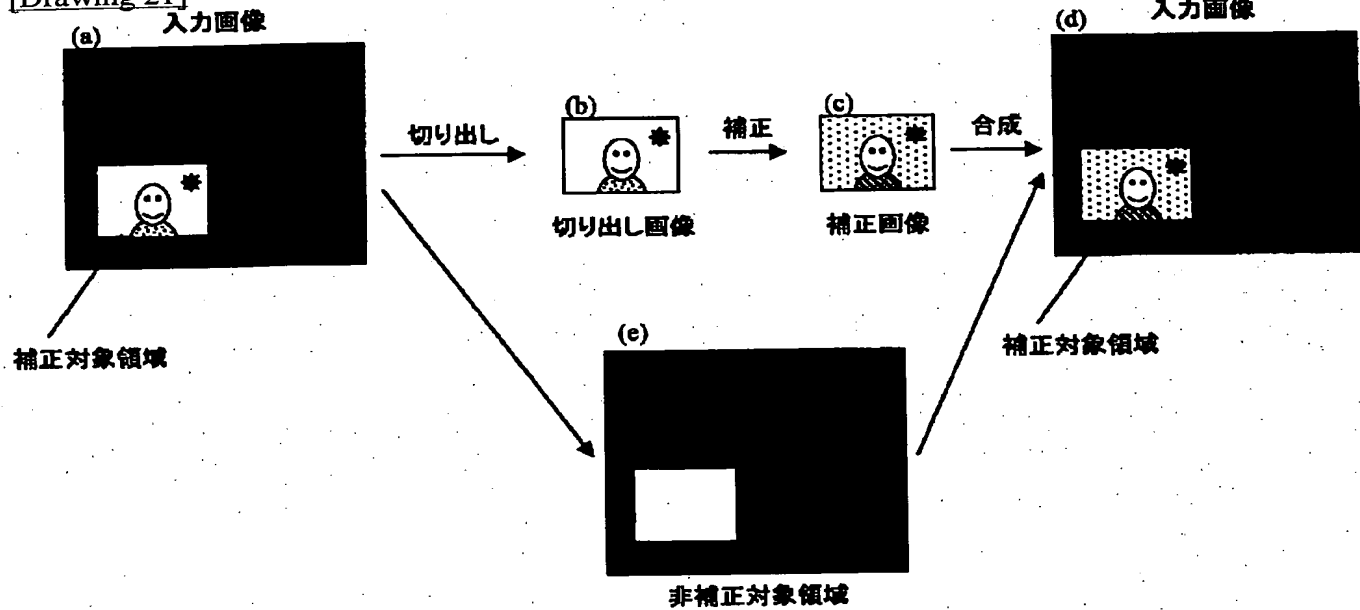 [Drawing 21]
(a)
入力画像
(b)
(c)
(d)
入力画像
切り出し
補正
合成
切り出し画像
補正画像
補正対象領域
(e)
補正対象領域
非補正対象領域